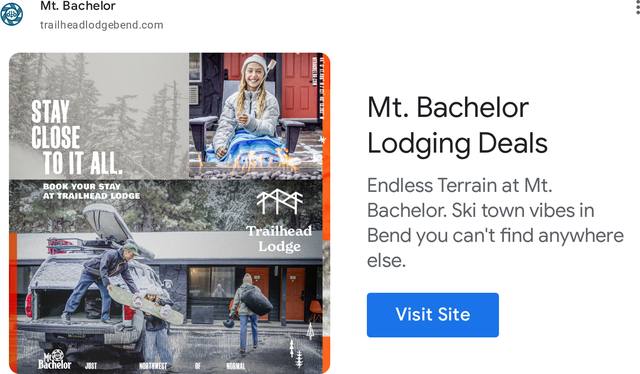 Mt. Bachelor
trailheadlodgebend.com
STAY
CLOSE
TO IT ALL.
BOOK YOUR STAY
AT TRAILHEAD LODGE
Trailhead
Lodge
Mt.
Bachelor
JUST NORTHWEST OF NORMAL
Mt. Bachelor
Lodging Deals
Endless Terrain at Mt.
Bachelor. Ski town vibes in
Bend you can't find anywhere
else.
Visit Site